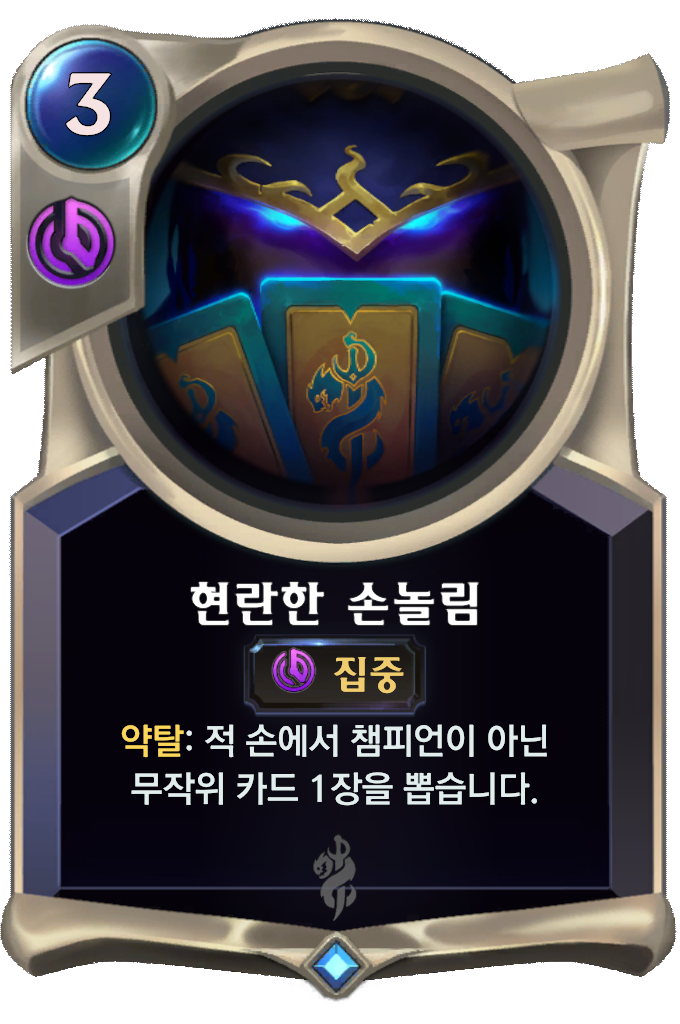 3
현란한 손놀림
집중
약탈: 적 손에서 챔피언이 아닌
무작위 카드 1장을 뽑습니다.